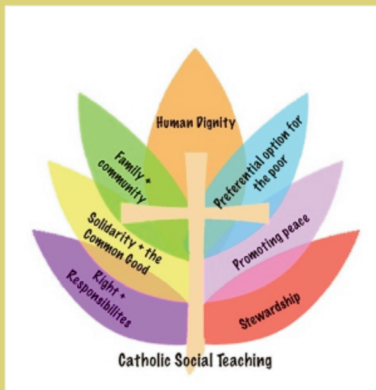 Human Dignity
Family +
community
Preferential option for
the poor
Solidarity + the
Common Good
Promoting peace
Right +
Responsibilites
Stewardship
Catholic Social Teaching